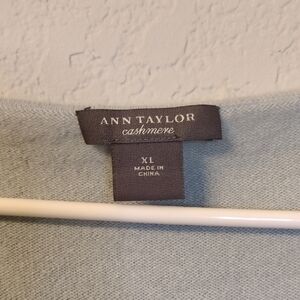 ANN TAYLOR
cashmere
XL
MADE IN
CHINA